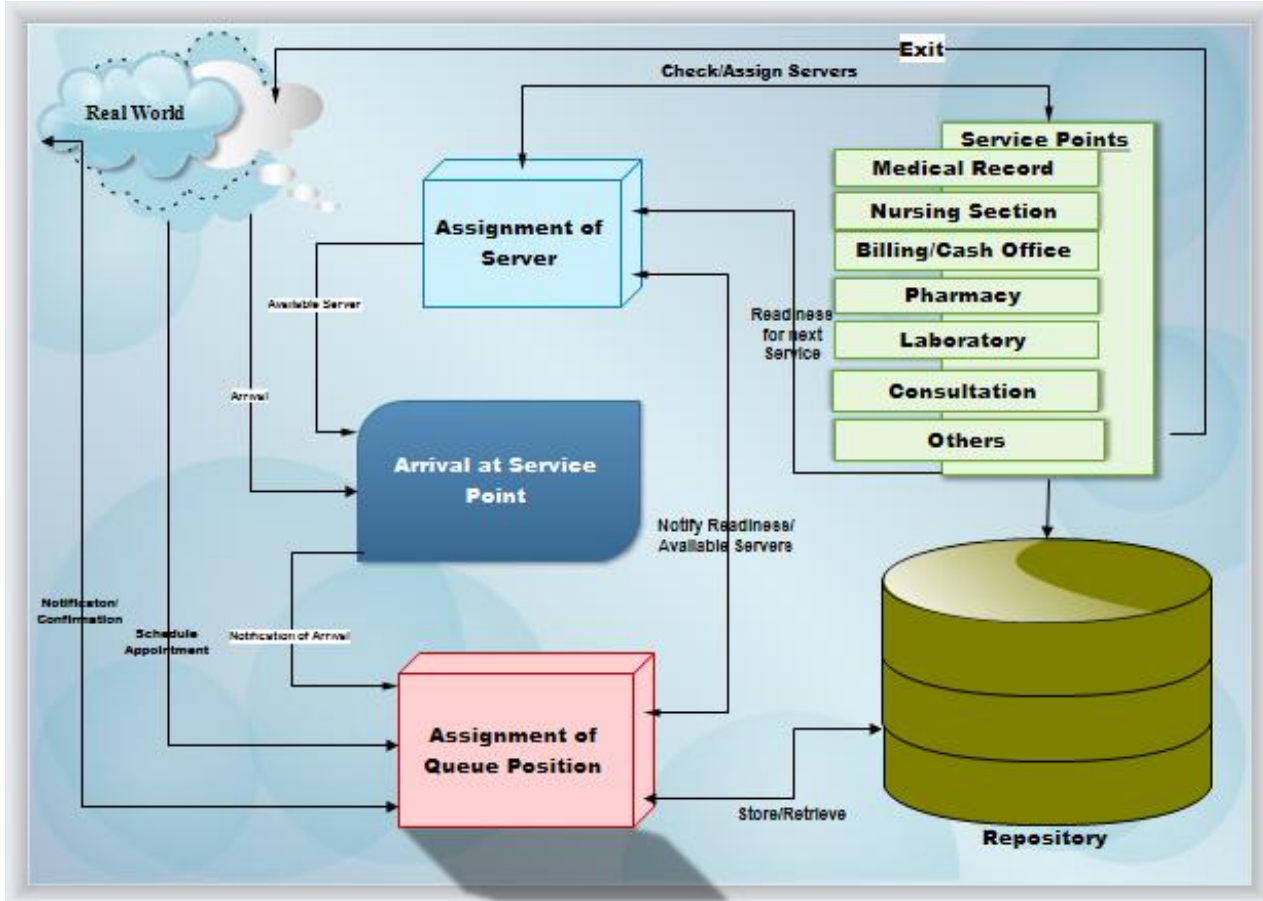 Exit
Check/Assign Servers
Real World
Service Points
Medical Record
Nursing Section
Billing/Cash Office
Pharmacy
Laboratory
Consultation
Others
Assignment of
Server
Available Server
Readiness
for next
Service
Arrival
Arrival at Service
Point
Notify Readiness/
Available Servers
Notificaton/
Confirmation
Schedule
Appointment
Notification of Arrival
Assignment of
Queue Position
Store/Retrieve
Repository